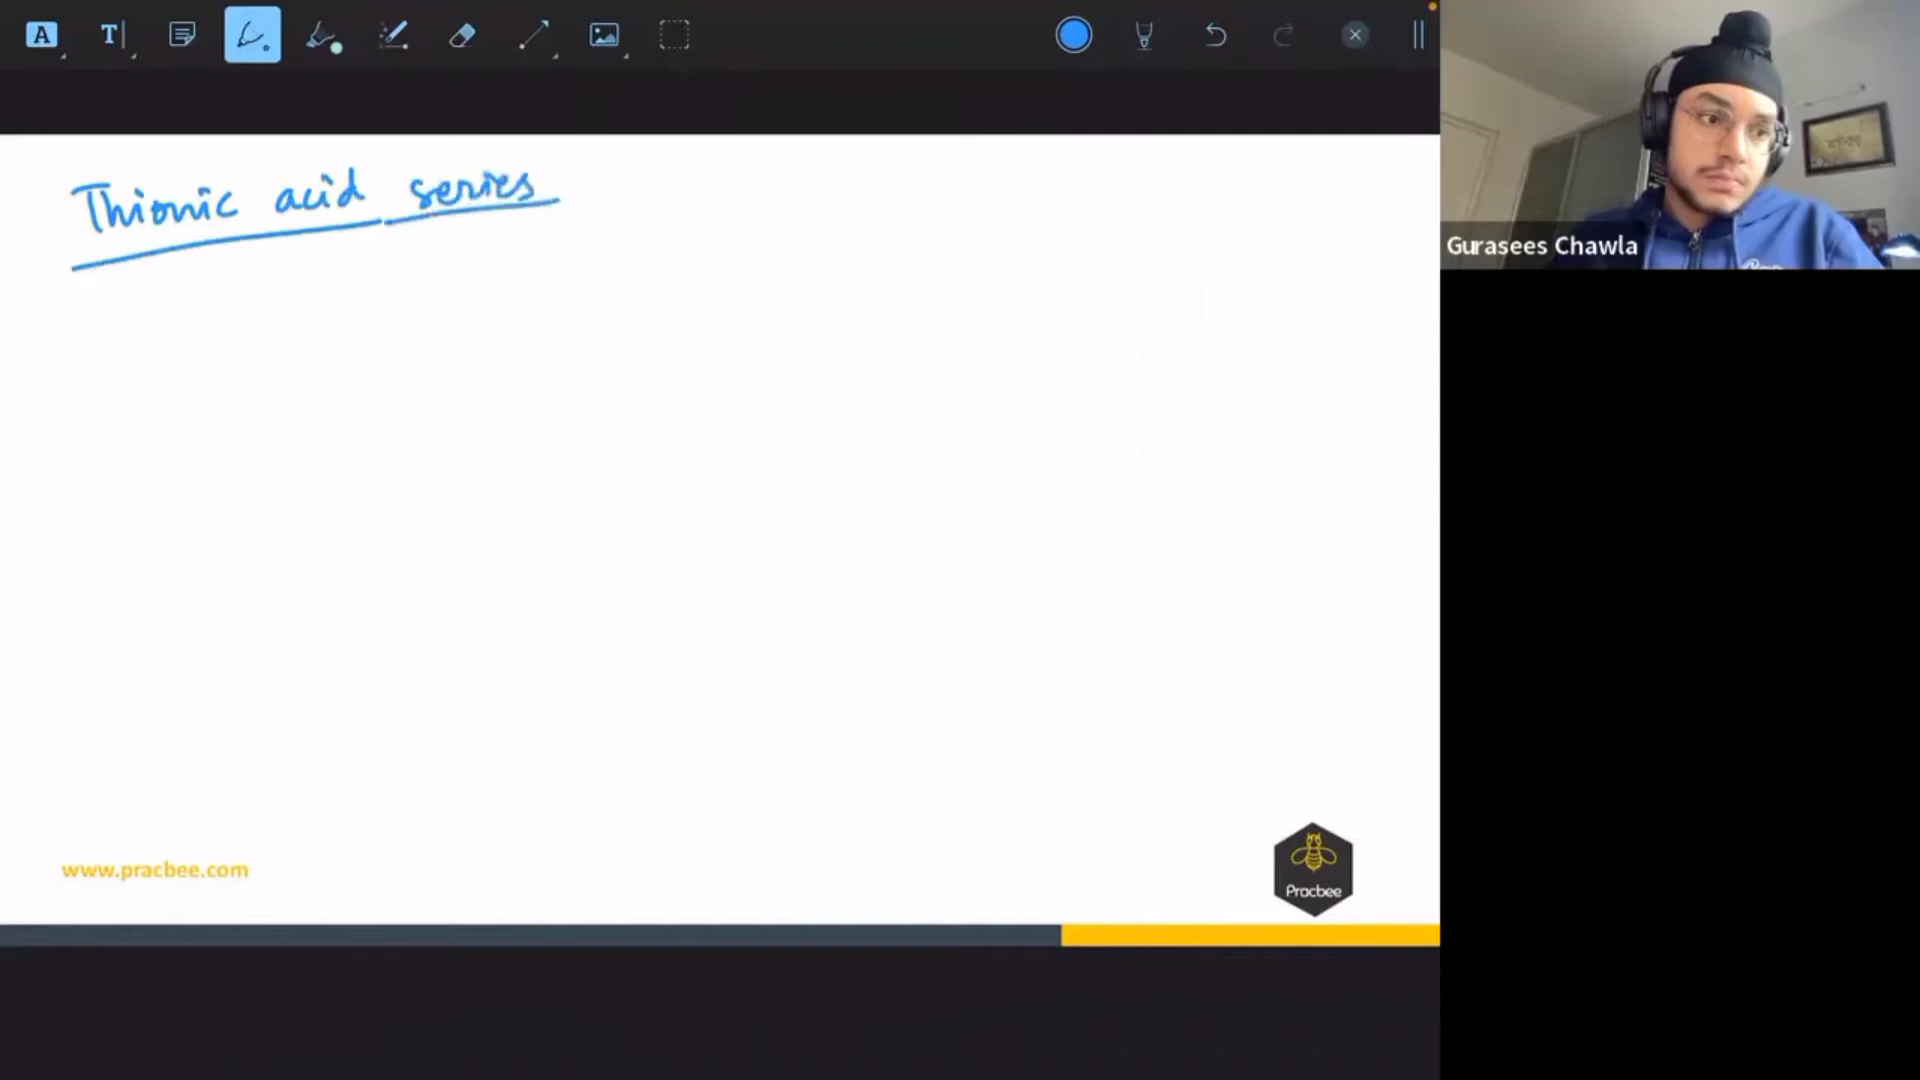 A T
Thionic acid series
Gurasees Chawla
www.pracbee.com
Pracbee